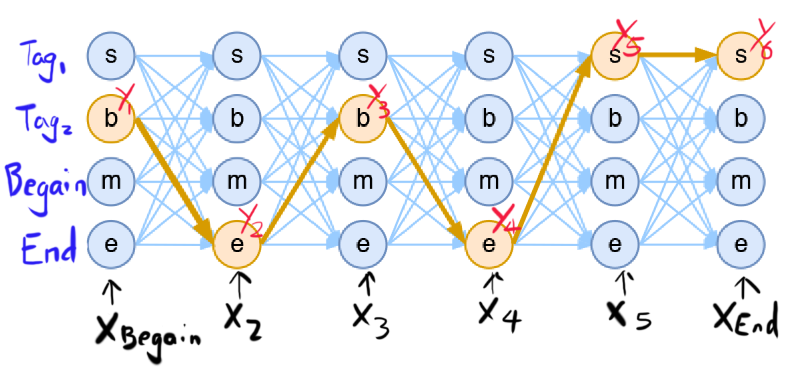 Tag1 s s s s s Y5 s Y6
Tag2 b Y1 b b Y3 b b b
Begain m m m m m m
End e e Y2 e e Y4 e e
XBegain X2 X3 X4 X5 XEnd